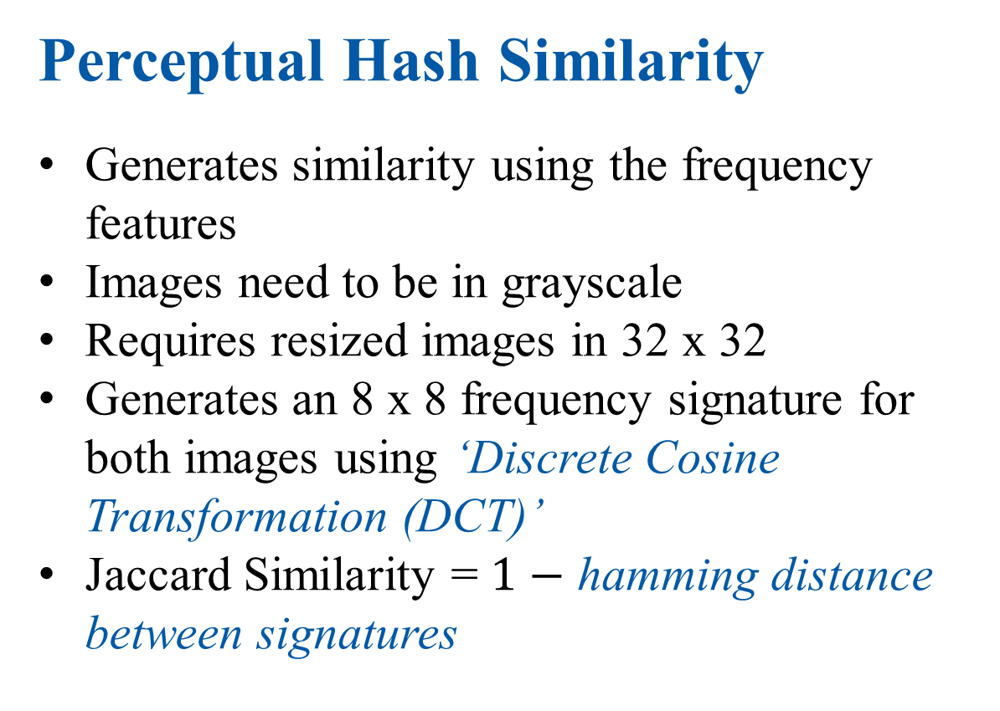 Perceptual Hash Similarity
• Generates similarity using the frequency
features
• Images need to be in grayscale
• Requires resized images in 32 x 32
• Generates an 8 x 8 frequency signature for
both images using ‘Discrete Cosine
Transformation (DCT)’
• Jaccard Similarity = 1 − hamming distance
between signatures